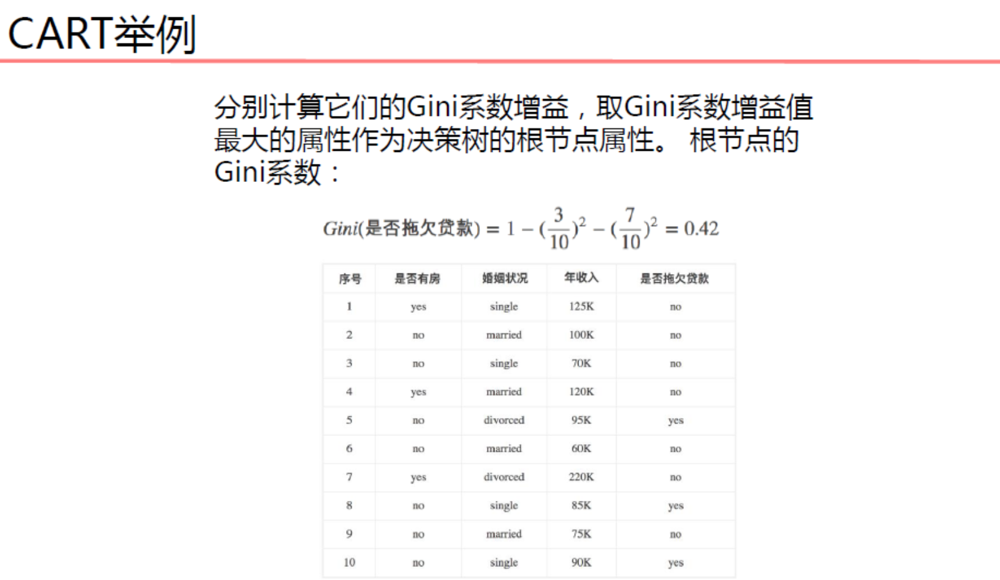 CART举例
分别计算它们的Gini系数增益，取Gini系数增益值
最大的属性作为决策树的根节点属性。 根节点的
Gini系数：
Gini(是否拖欠贷款) = 1 − (3/10)² − (7/10)² = 0.42
序号 是否有房 婚姻状况 年收入 是否拖欠贷款
1 yes single 125K no
2 no married 100K no
3 no single 70K no
4 yes married 120K no
5 no divorced 95K yes
6 no married 60K no
7 yes divorced 220K no
8 no single 85K yes
9 no married 75K no
10 no single 90K yes